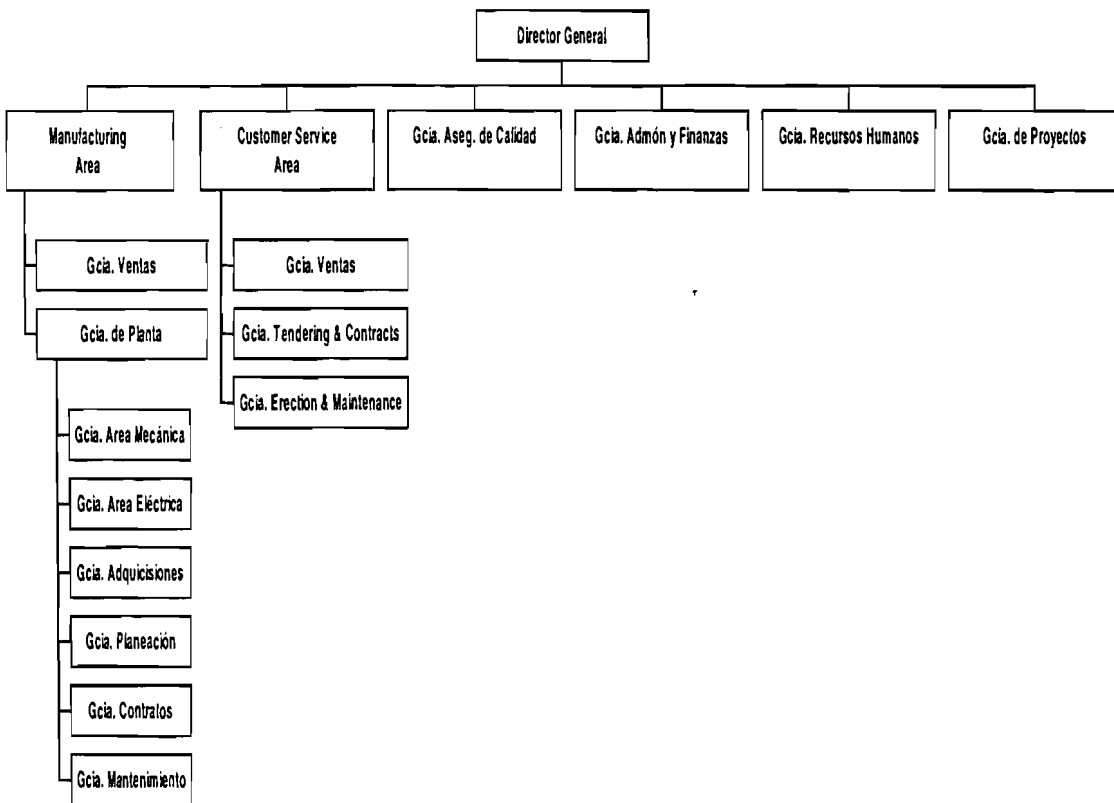 Director General
Manufacturing
Area
Customer Service
Area
Gcia. Aseg. de Calidad
Gcia. Admón y Finanzas
Gcia. Recursos Humanos
Gcia. de Proyectos
Gcia. Ventas
Gcia. de Planta
Gcia. Area Mecánica
Gcia. Area Eléctrica
Gcia. Adquicisiones
Gcia. Planeación
Gcia. Contratos
Gcia. Mantenimiento
Gcia. Ventas
Gcia. Tendering & Contracts
Gcia. Erection & Maintenance